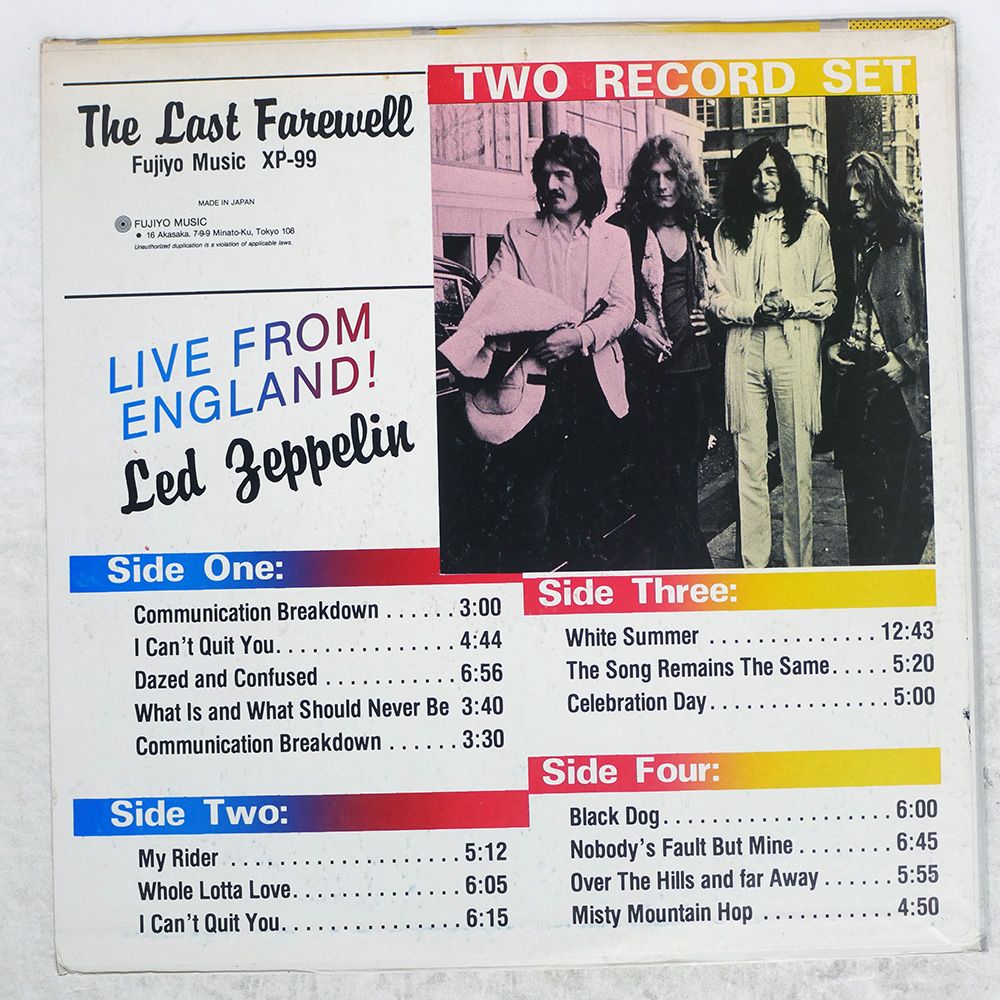 The Last Farewell
Fujiyo Music XP-99
MADE IN JAPAN
FUJIYO MUSIC
● 16 Akasaka. 7-9-9 Minato-Ku, Tokyo 108
Unauthorized duplication is a violation of applicable laws.
LIVE FROM
ENGLAND!
Led Zeppelin
TWO RECORD SET
Side One:
Communication Breakdown ...... 3:00
I Can't Quit You................ 4:44
Dazed and Confused ............ 6:56
What Is and What Should Never Be 3:40
Communication Breakdown ...... 3:30
Side Two:
My Rider .................... 5:12
Whole Lotta Love............... 6:05
I Can't Quit You................ 6:15
Side Three:
White Summer ............... 12:43
The Song Remains The Same..... 5:20
Celebration Day................ 5:00
Side Four:
Black Dog.................... 6:00
Nobody's Fault But Mine ........ 6:45
Over The Hills and far Away ...... 5:55
Misty Mountain Hop ........... 4:50